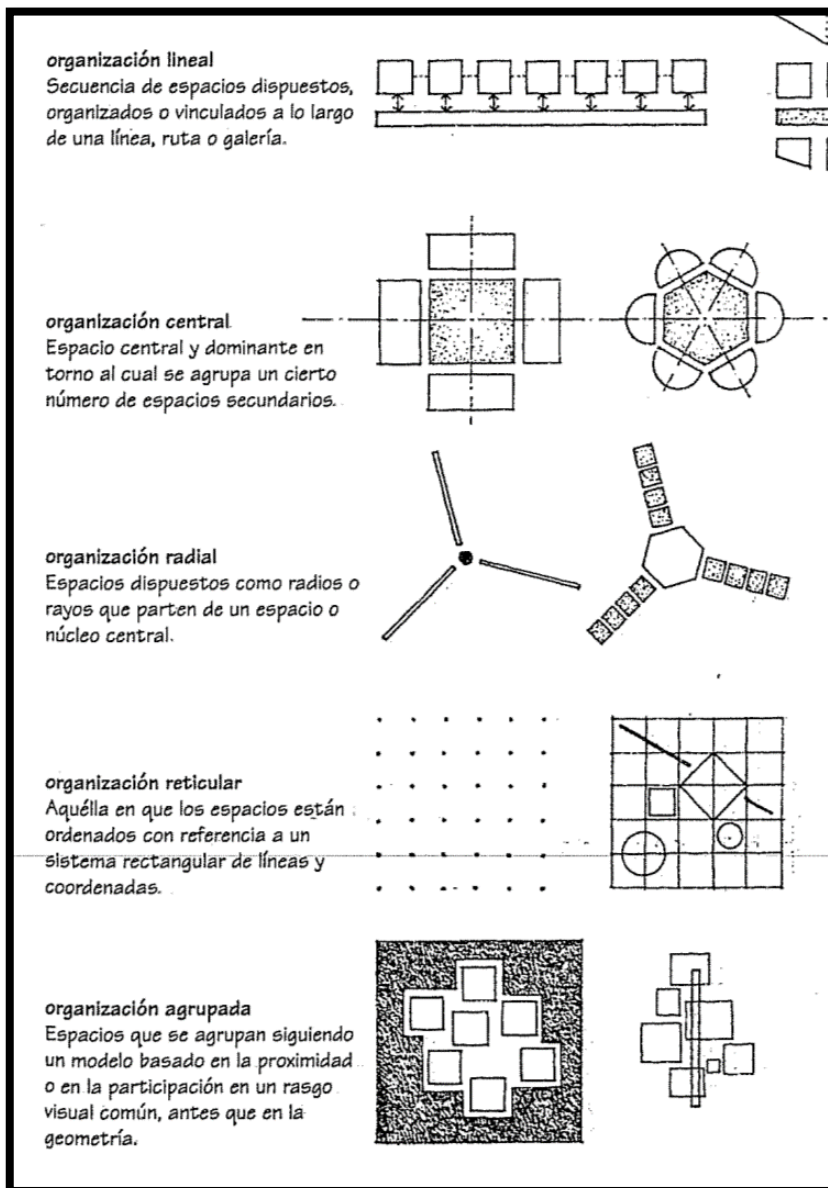 organización lineal
Secuencia de espacios dispuestos,
organizados o vinculados a lo largo
de una línea, ruta o galería.
organización central
Espacio central y dominante en
torno al cual se agrupa un cierto
número de espacios secundarios.
organización radial
Espacios dispuestos como radios o
rayos que parten de un espacio o
núcleo central.
organización reticular
Aquélla en que los espacios están
ordenados con referencia a un
sistema rectangular de líneas y
coordenadas.
organización agrupada
Espacios que se agrupan siguiendo
un modelo basado en la proximidad
o en la participación en un rasgo
visual común, antes que en la
geometría.